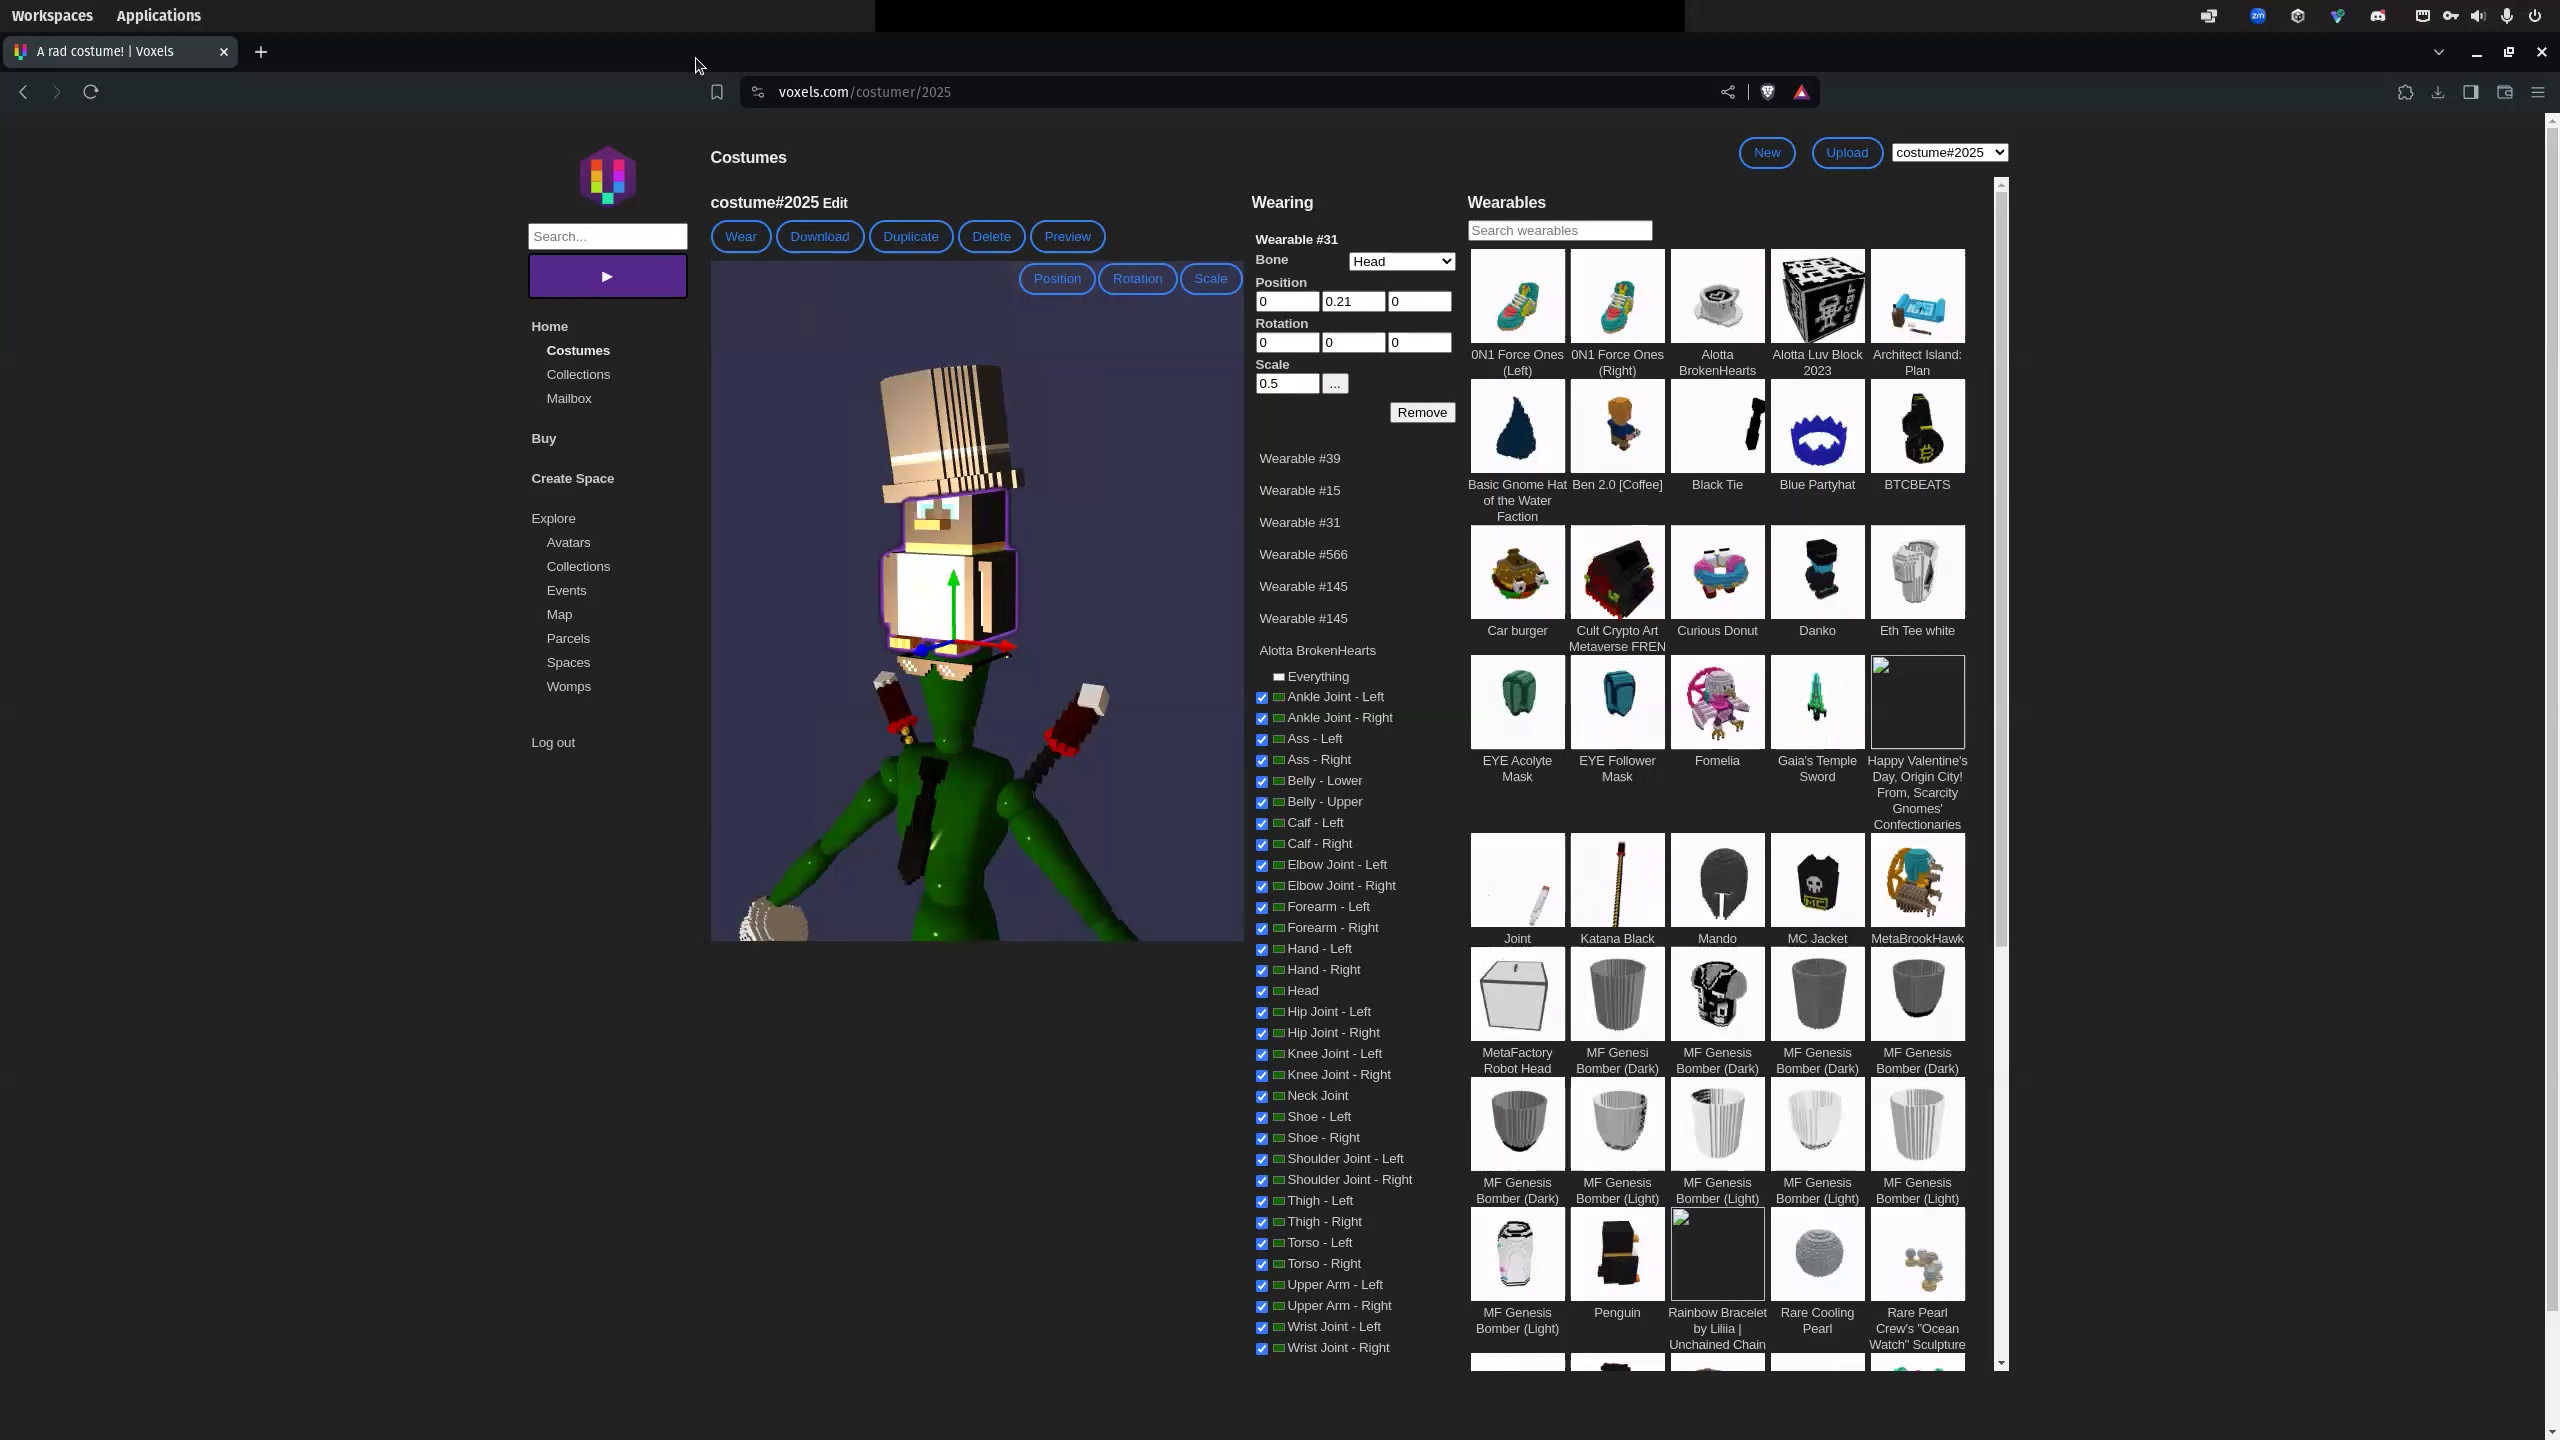 Workspaces Applications
A rad costume! | Voxels
voxels.com/costumer/2025
Costumes
New Upload costume#2025
Search...
Home
Costumes
Collections
Mailbox
Buy
Create Space
Explore
Avatars
Collections
Events
Map
Parcels
Spaces
Womps
Log out
costume#2025 Edit
Wear Download Duplicate Delete Preview
Position Rotation Scale
Wearing
Wearable #31
Bone Head
Position
0 0.21 0
Rotation
0 0 0
Scale
0.5 ...
Remove
Wearable #39
Wearable #15
Wearable #31
Wearable #566
Wearable #145
Wearable #145
Alotta BrokenHearts
Everything
Ankle Joint - Left
Ankle Joint - Right
Ass - Left
Ass - Right
Belly - Lower
Belly - Upper
Calf - Left
Calf - Right
Elbow Joint - Left
Elbow Joint - Right
Forearm - Left
Forearm - Right
Hand - Left
Hand - Right
Head
Hip Joint - Left
Hip Joint - Right
Knee Joint - Left
Knee Joint - Right
Neck Joint
Shoe - Left
Shoe - Right
Shoulder Joint - Left
Shoulder Joint - Right
Thigh - Left
Thigh - Right
Torso - Left
Torso - Right
Upper Arm - Left
Upper Arm - Right
Wrist Joint - Left
Wrist Joint - Right
Wearables
Search wearables
0N1 Force Ones
(Left)
0N1 Force Ones
(Right)
Alotta
BrokenHearts
Alotta Luv Block
2023
Architect Island:
Plan
Basic Gnome Hat
of the Water
Faction
Ben 2.0 [Coffee]
Black Tie
Blue Partyhat
BTCBEATS
Car burger
Cult Crypto Art
Metaverse FREN
Curious Donut
Danko
Eth Tee white
EYE Acolyte
Mask
EYE Follower
Mask
Fomelia
Gaia's Temple
Sword
Happy Valentine's
Day, Origin City!
From, Scarcity
Gnomes'
Confectionaries
Joint
Katana Black
Mando
MC
MC Jacket
MetaBrookHawk
MetaFactory
Robot Head
MF Genesi
Bomber (Dark)
MF Genesis
Bomber (Dark)
MF Genesis
Bomber (Dark)
MF Genesis
Bomber (Dark)
MF Genesis
Bomber (Dark)
MF Genesis
Bomber (Light)
MF Genesis
Bomber (Light)
MF Genesis
Bomber (Light)
MF Genesis
Bomber (Light)
MF Genesis
Bomber (Light)
Penguin
Rainbow Bracelet
by Liliia |
Unchained Chain
Rare Cooling
Pearl
Rare Pearl
Crew's "Ocean
Watch" Sculpture